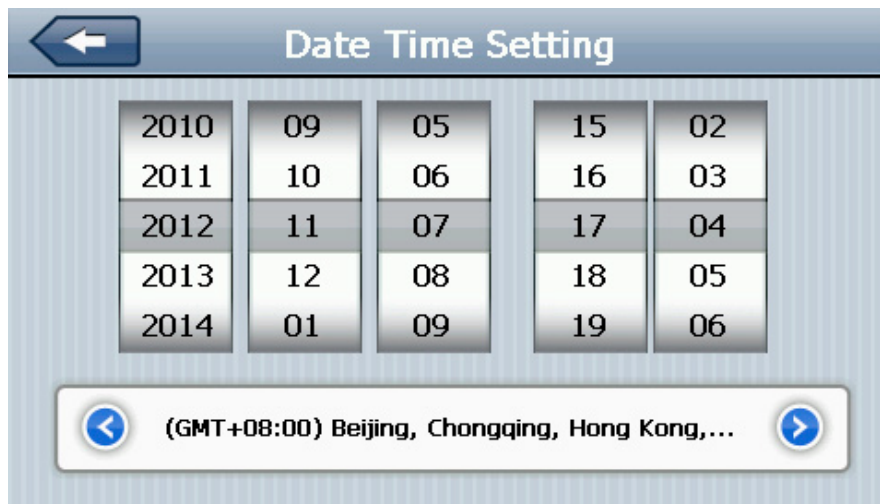 Date Time Setting
2010 09 05 15 02
2011 10 06 16 03
2012 11 07 17 04
2013 12 08 18 05
2014 01 09 19 06
(GMT+08:00) Beijing, Chongqing, Hong Kong,...